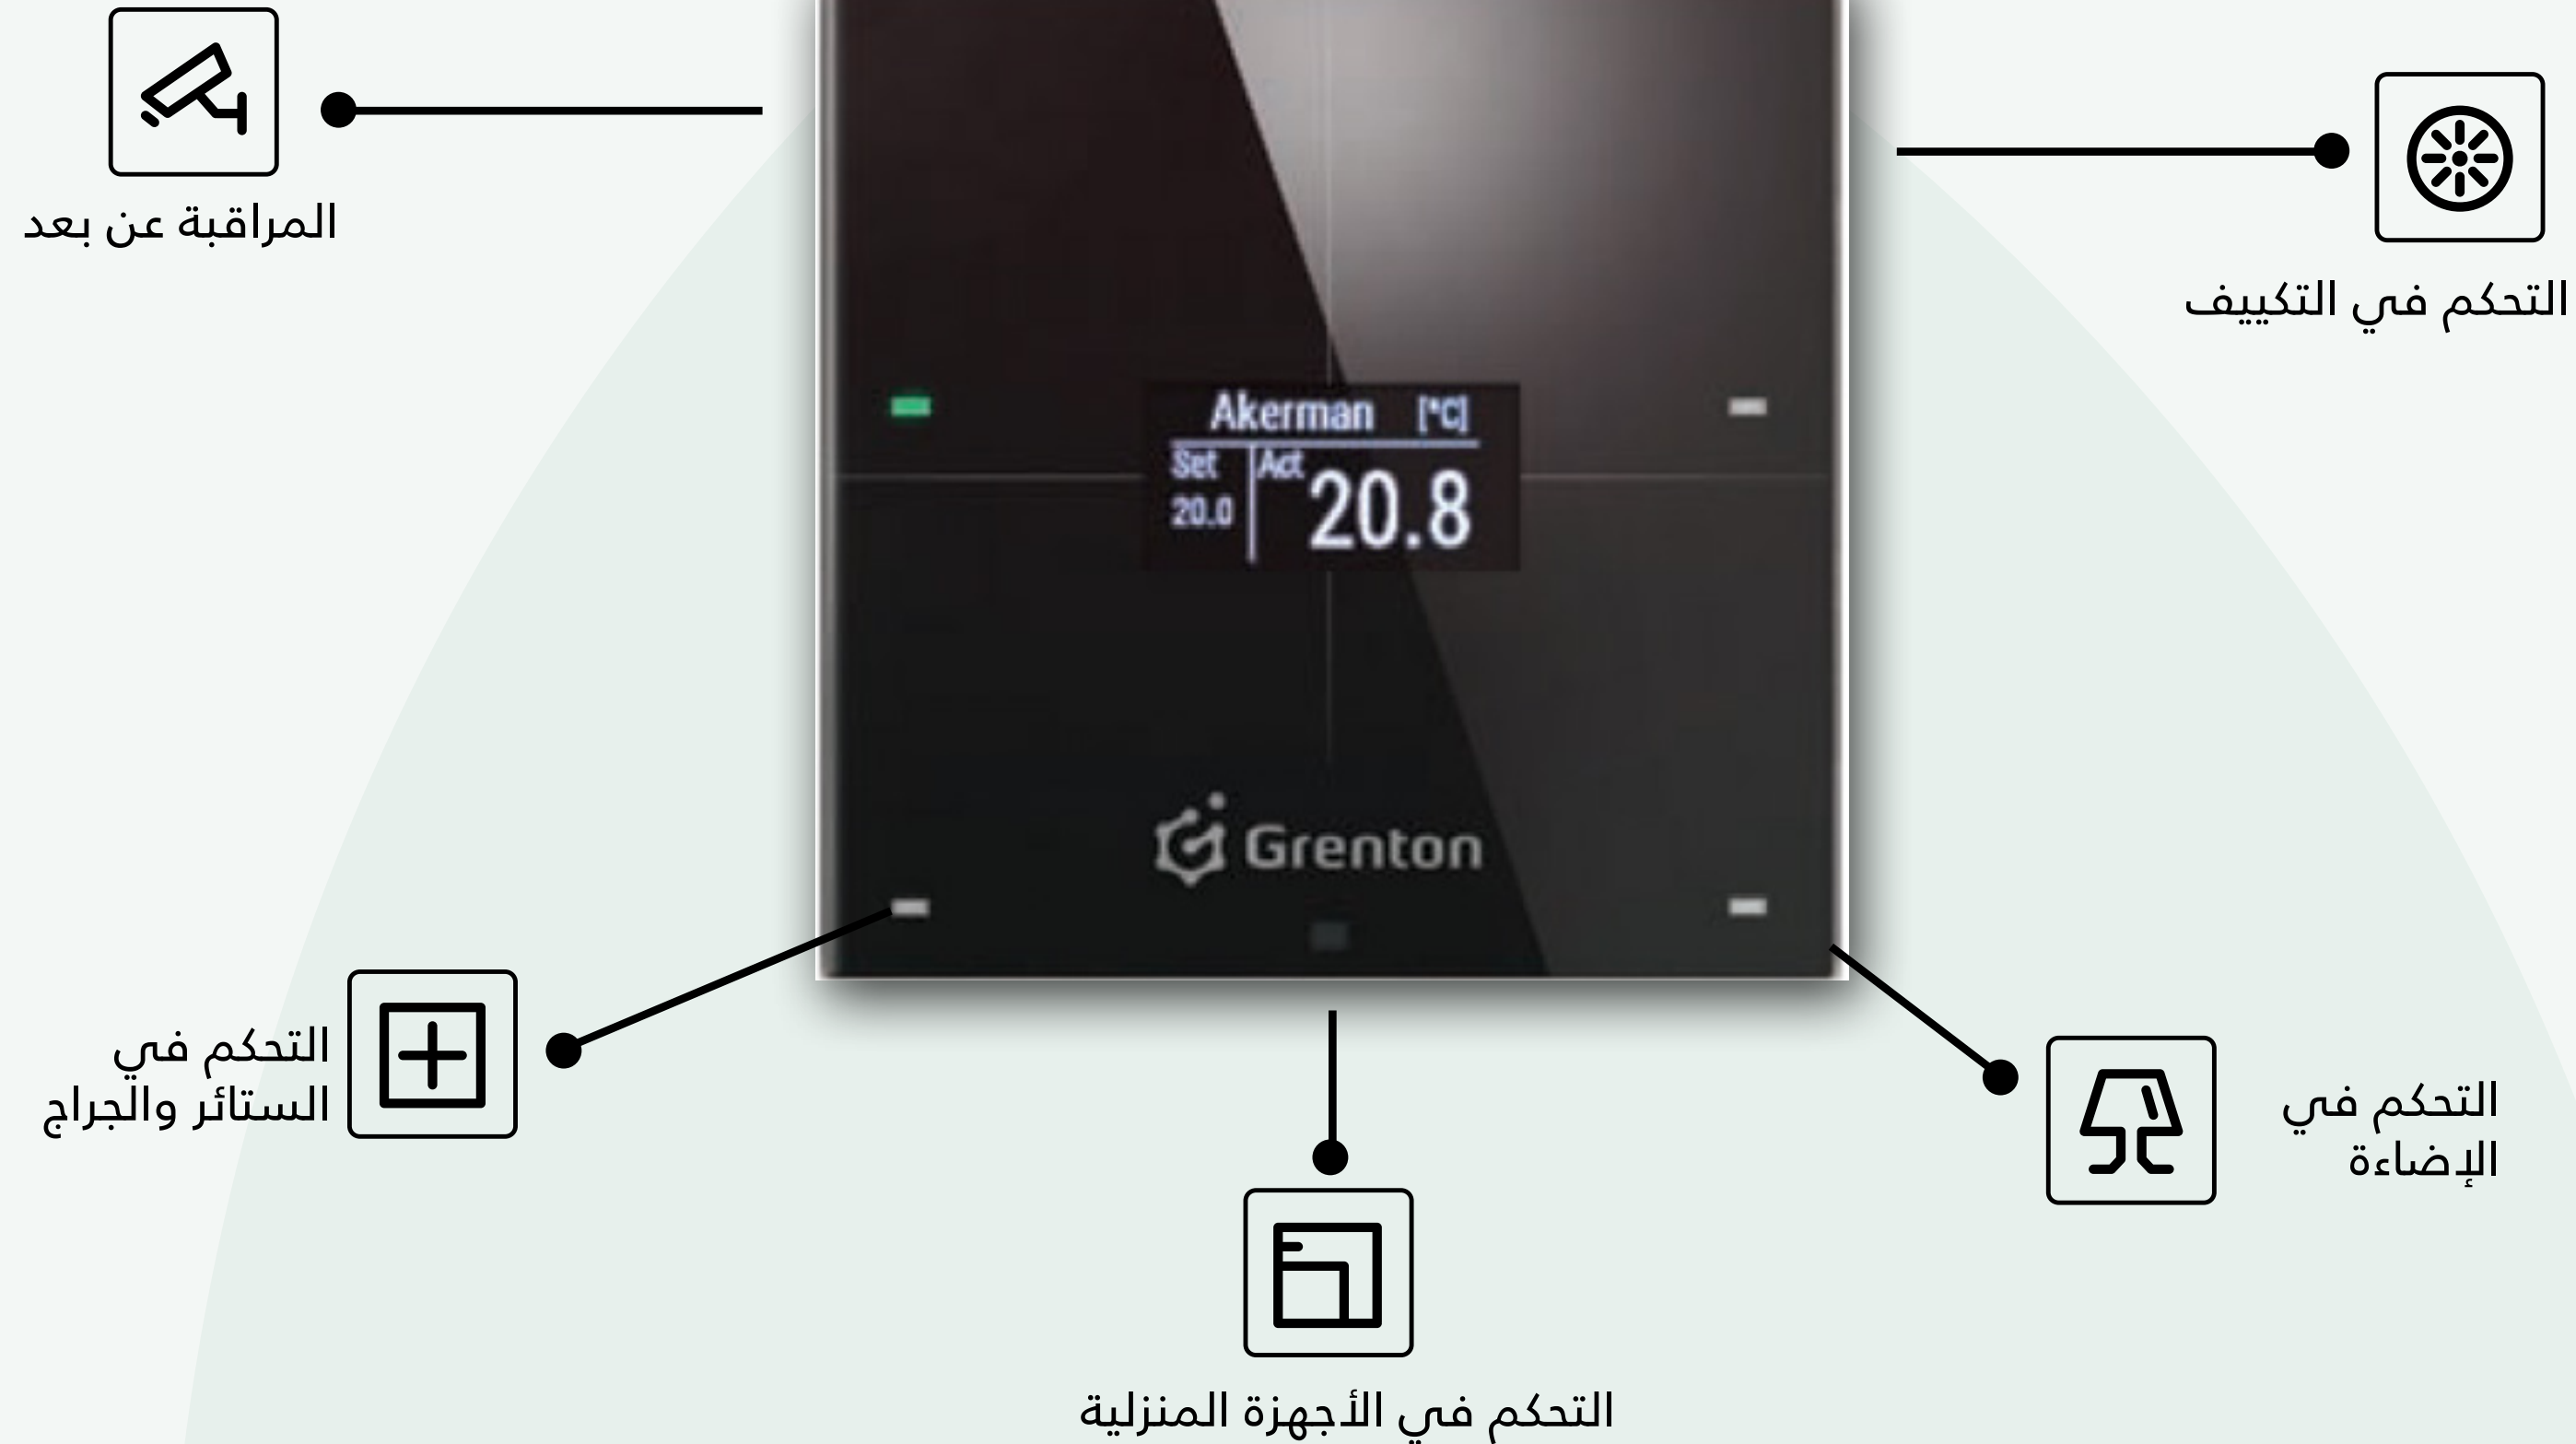 المراقبة عن بعد
التحكم في التكييف
Akerman [°C]
Set Act
20.0 20.8
Grenton
التحكم في
الستائر والجراج
التحكم في
الإضاءة
التحكم في الأجهزة المنزلية